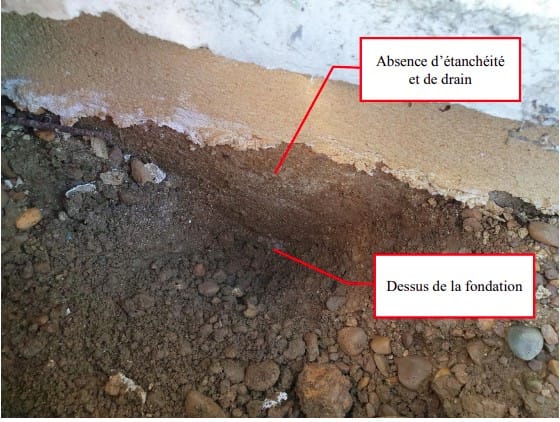 Absence d’étanchéité
et de drain
Dessus de la fondation